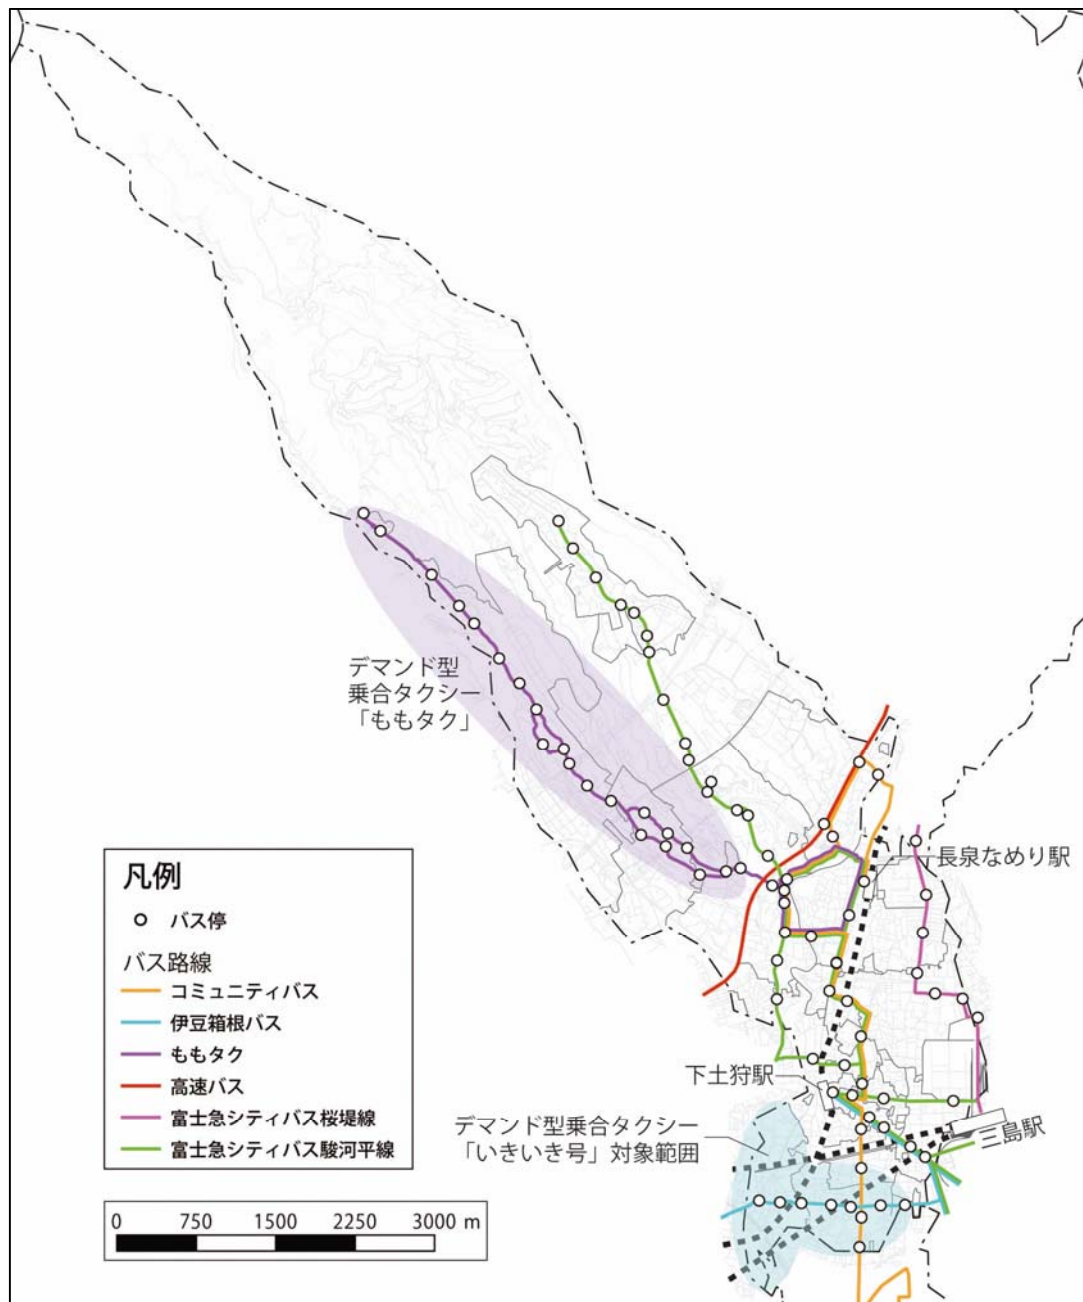 デマンド型
乗合タクシー
「ももタク」
長泉なめり駅
下土狩駅
デマンド型乗合タクシー
「いきいき号」対象範囲
三島駅
凡例
バス停
バス路線
コミュニティバス
伊豆箱根バス
ももタク
高速バス
富士急シティバス桜堤線
富士急シティバス駿河平線
0 750 1500 2250 3000 m